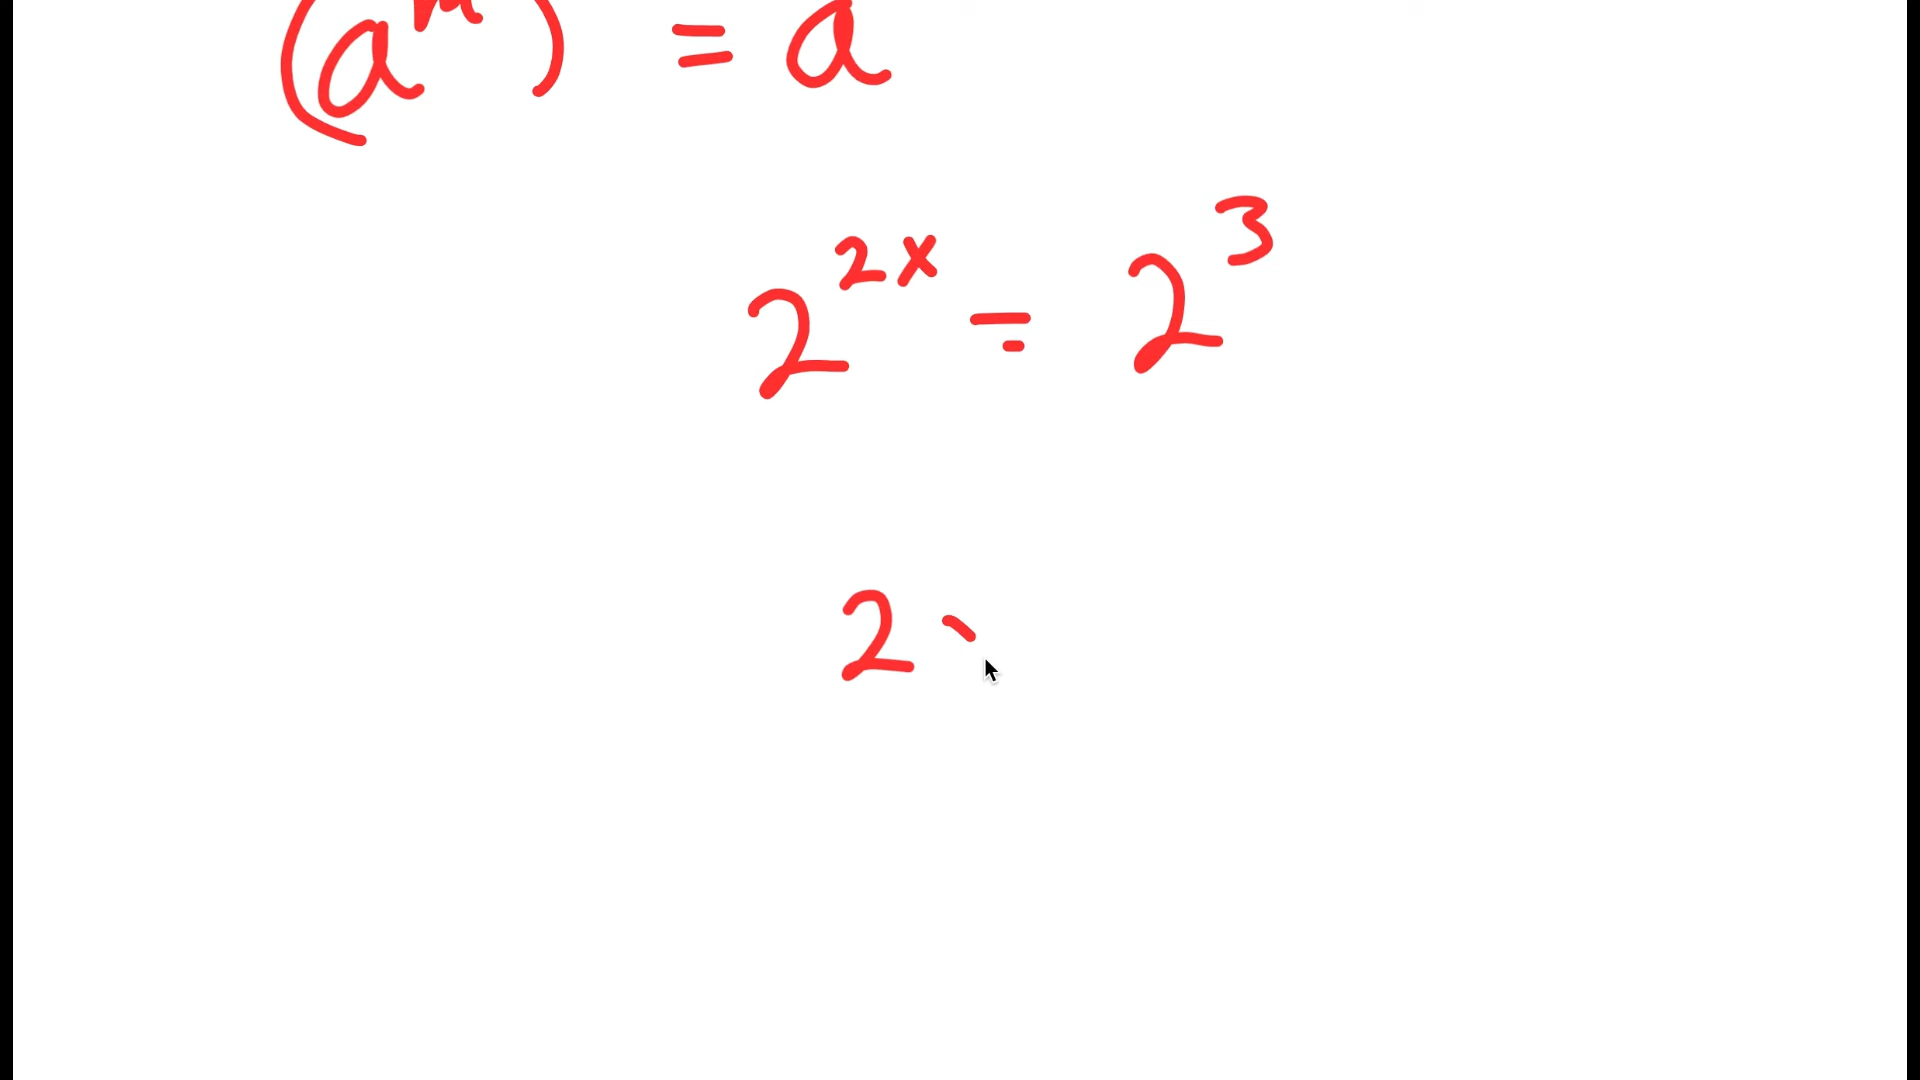 (a^m) = a
2^2x = 2^3
2